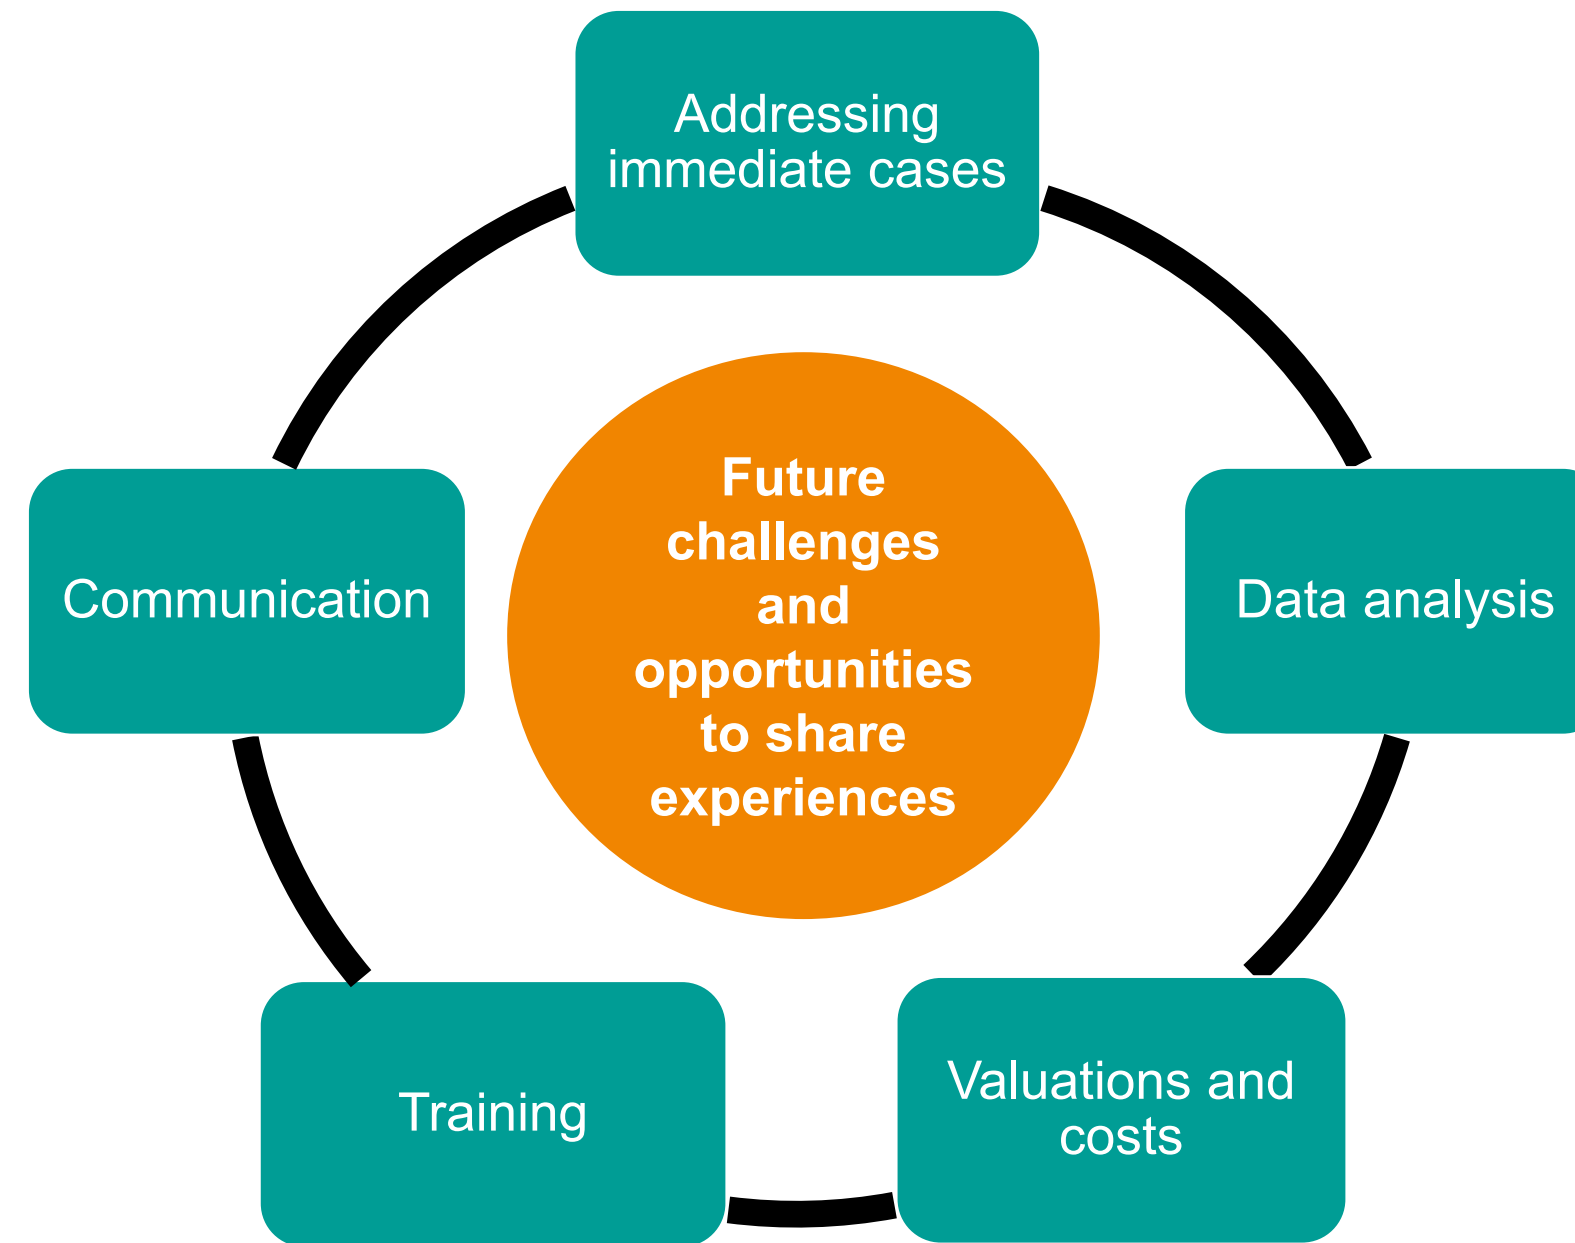 Addressing
immediate cases
Future
challenges
and
opportunities
to share
experiences
Communication
Data analysis
Training
Valuations and
costs